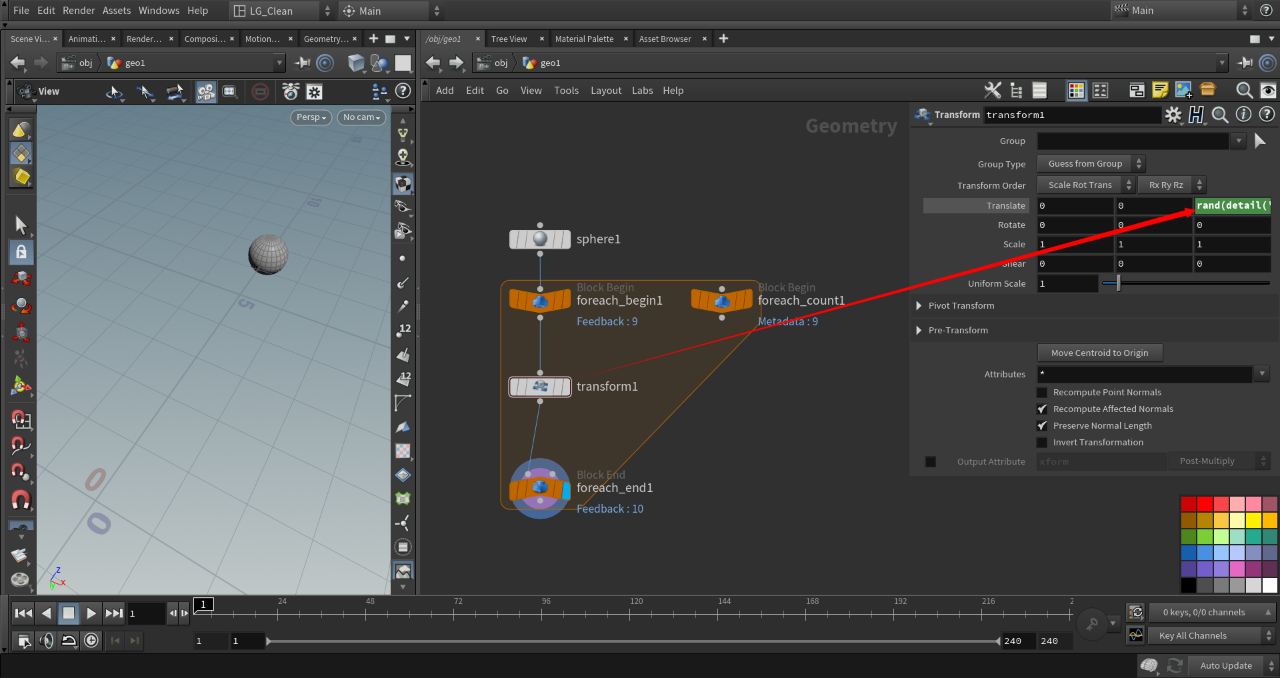 File Edit Render Assets Windows Help LG_Clean Main Main
Scene Vi... Animati... Render... Composi... Motion... Geometry...
/obj/geo1 Tree View Material Palette Asset Browser
obj geo1
obj geo1
View
Add Edit Go View Tools Layout Labs Help
Persp No cam
Geometry
Transform transform1
Group
Group Type Guess from Group
Transform Order Scale Rot Trans Rx Ry Rz
Translate 0 0 rand(detail("
Rotate 0 0 0
Scale 1 1 1
Shear 0 0 0
Uniform Scale 1
Pivot Transform
Pre-Transform
Move Centroid to Origin
Attributes *
Recompute Point Normals
Recompute Affected Normals
Preserve Normal Length
Invert Transformation
Output Attribute xform Post-Multiply
sphere1
Block Begin
foreach_begin1
Feedback : 9
Block Begin
foreach_count1
Metadata : 9
transform1
Block End
foreach_end1
Feedback : 10
12
12
5
0
0
z
x
1
1 24 48 72 96 120 144 168 192 216 2
1 1 240 240
0 keys, 0/0 channels
Key All Channels
Auto Update